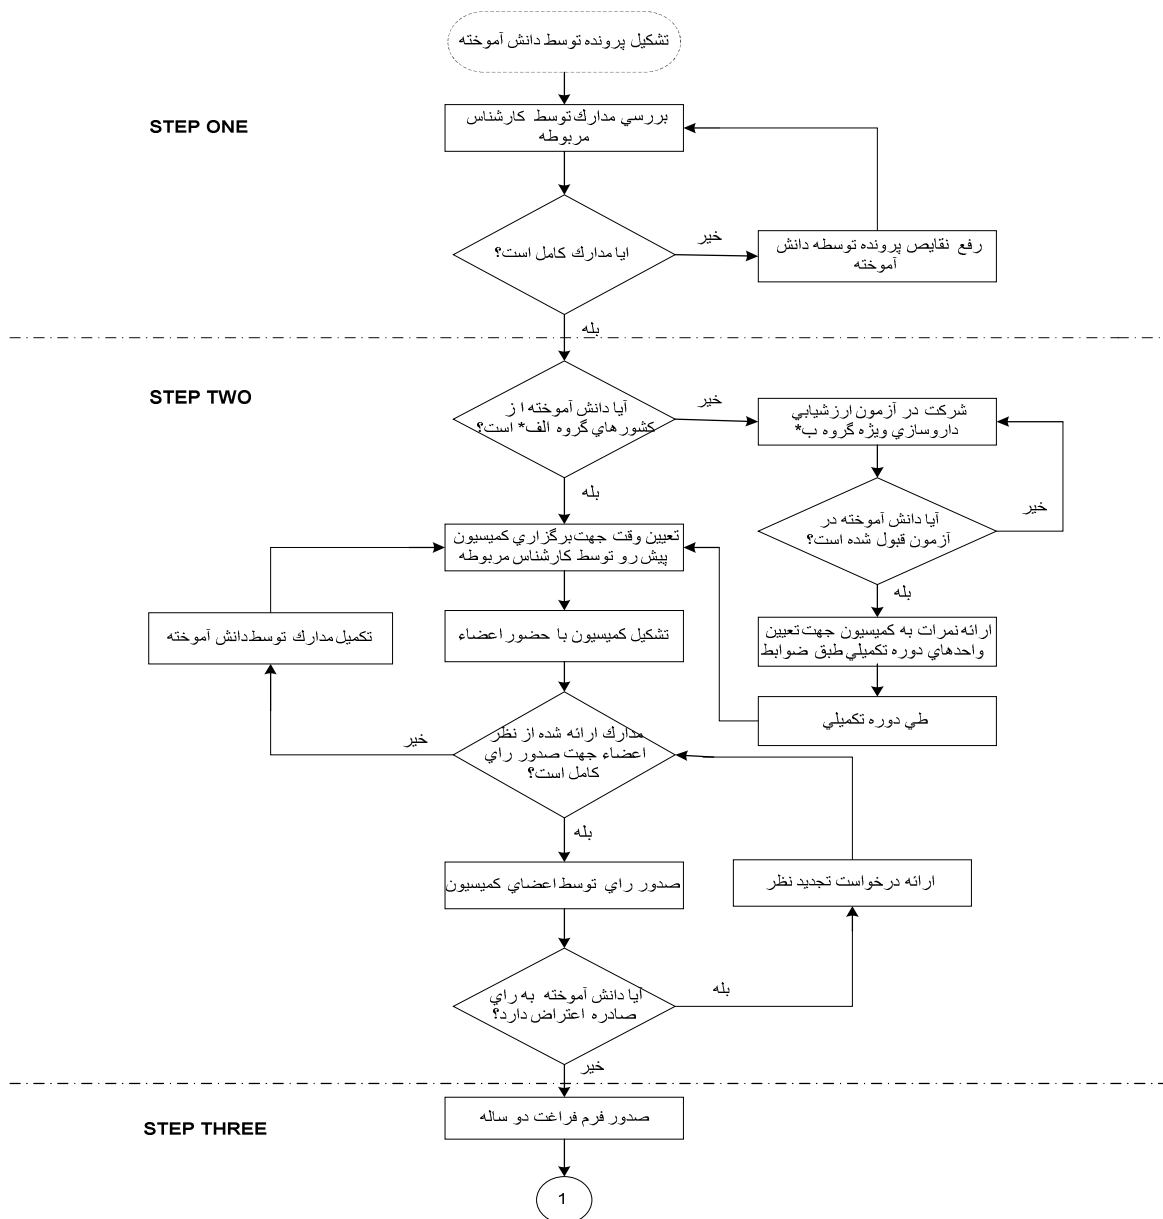 تشكيل پرونده توسط دانش آموخته
STEP ONE
بررسي مدارك توسط كارشناس
مربوطه
ايا مدارك كامل است؟
خير
رفع نقايص پرونده توسطه دانش
آموخته
بله
STEP TWO
آيا دانش آموخته ا ز
كشورهاي گروه الف* است؟
خير
شركت در آزمون ارزشيابي
داروسازي ويژه گروه ب*
بله
آيا دانش آموخته در
آزمون قبول شده است؟
خير
تعيين وقت جهت برگزاري كميسيون
پيش رو توسط كارشناس مربوطه
بله
ارائه نمرات به كميسيون جهت تعيين
واحدهاي دوره تكميلي طبق ضوابط
تشكيل كميسيون با حضور اعضاء
تكميل مدارك توسط دانش آموخته
طي دوره تكميلي
مدارك ارائه شده از نظر
اعضاء جهت صدور راي
كامل است؟
خير
بله
صدور راي توسط اعضاي كميسيون
ارائه درخواست تجديد نظر
آيا دانش آموخته به راي
صادره اعتراض دارد؟
بله
خير
STEP THREE
صدور فرم فراغت دو ساله
1